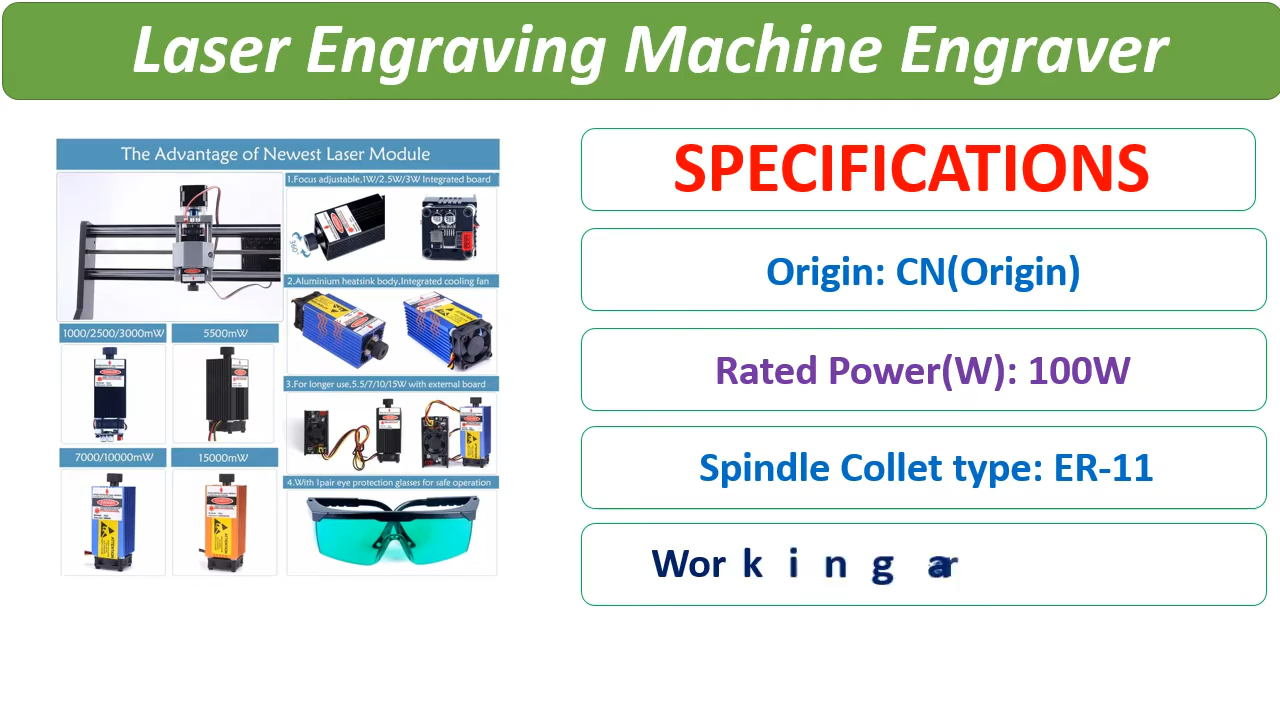 Laser Engraving Machine Engraver
The Advantage of Newest Laser Module
1.Focus adjustable,1W/2.5W/3W Integrated board
360°
2.Aluminium heatsink body,Integrated cooling fan
1000/2500/3000mW
5500mW
3.For longer use,5.5/7/10/15W with external board
7000/10000mW
15000mW
4.With 1pair eye protection glasses for safe operation
SPECIFICATIONS
Origin: CN(Origin)
Rated Power(W): 100W
Spindle Collet type: ER-11
Working ar